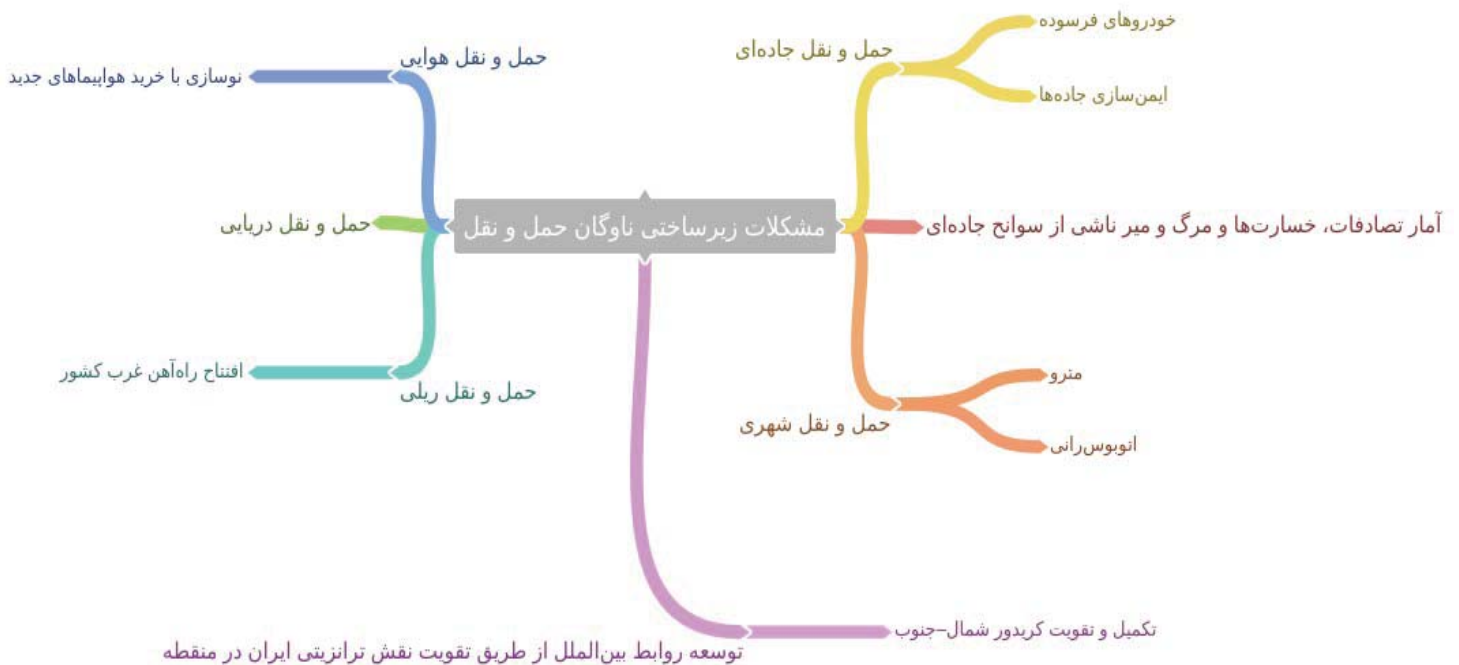 مشکلات زیرساختی ناوگان حمل و نقل
حمل و نقل جاده‌ای
خودروهای فرسوده
ایمن‌سازی جاده‌ها
آمار تصادفات، خسارت‌ها و مرگ و میر ناشی از سوانح جاده‌ای
حمل و نقل شهری
مترو
اتوبوس‌رانی
توسعه روابط بین‌الملل از طریق تقویت نقش ترانزیتی ایران در منقطه
تکمیل و تقویت کریدور شمال–جنوب
حمل و نقل هوایی
نوسازی با خرید هواپیماهای جدید
حمل و نقل دریایی
حمل و نقل ریلی
افتتاح راه‌آهن غرب کشور